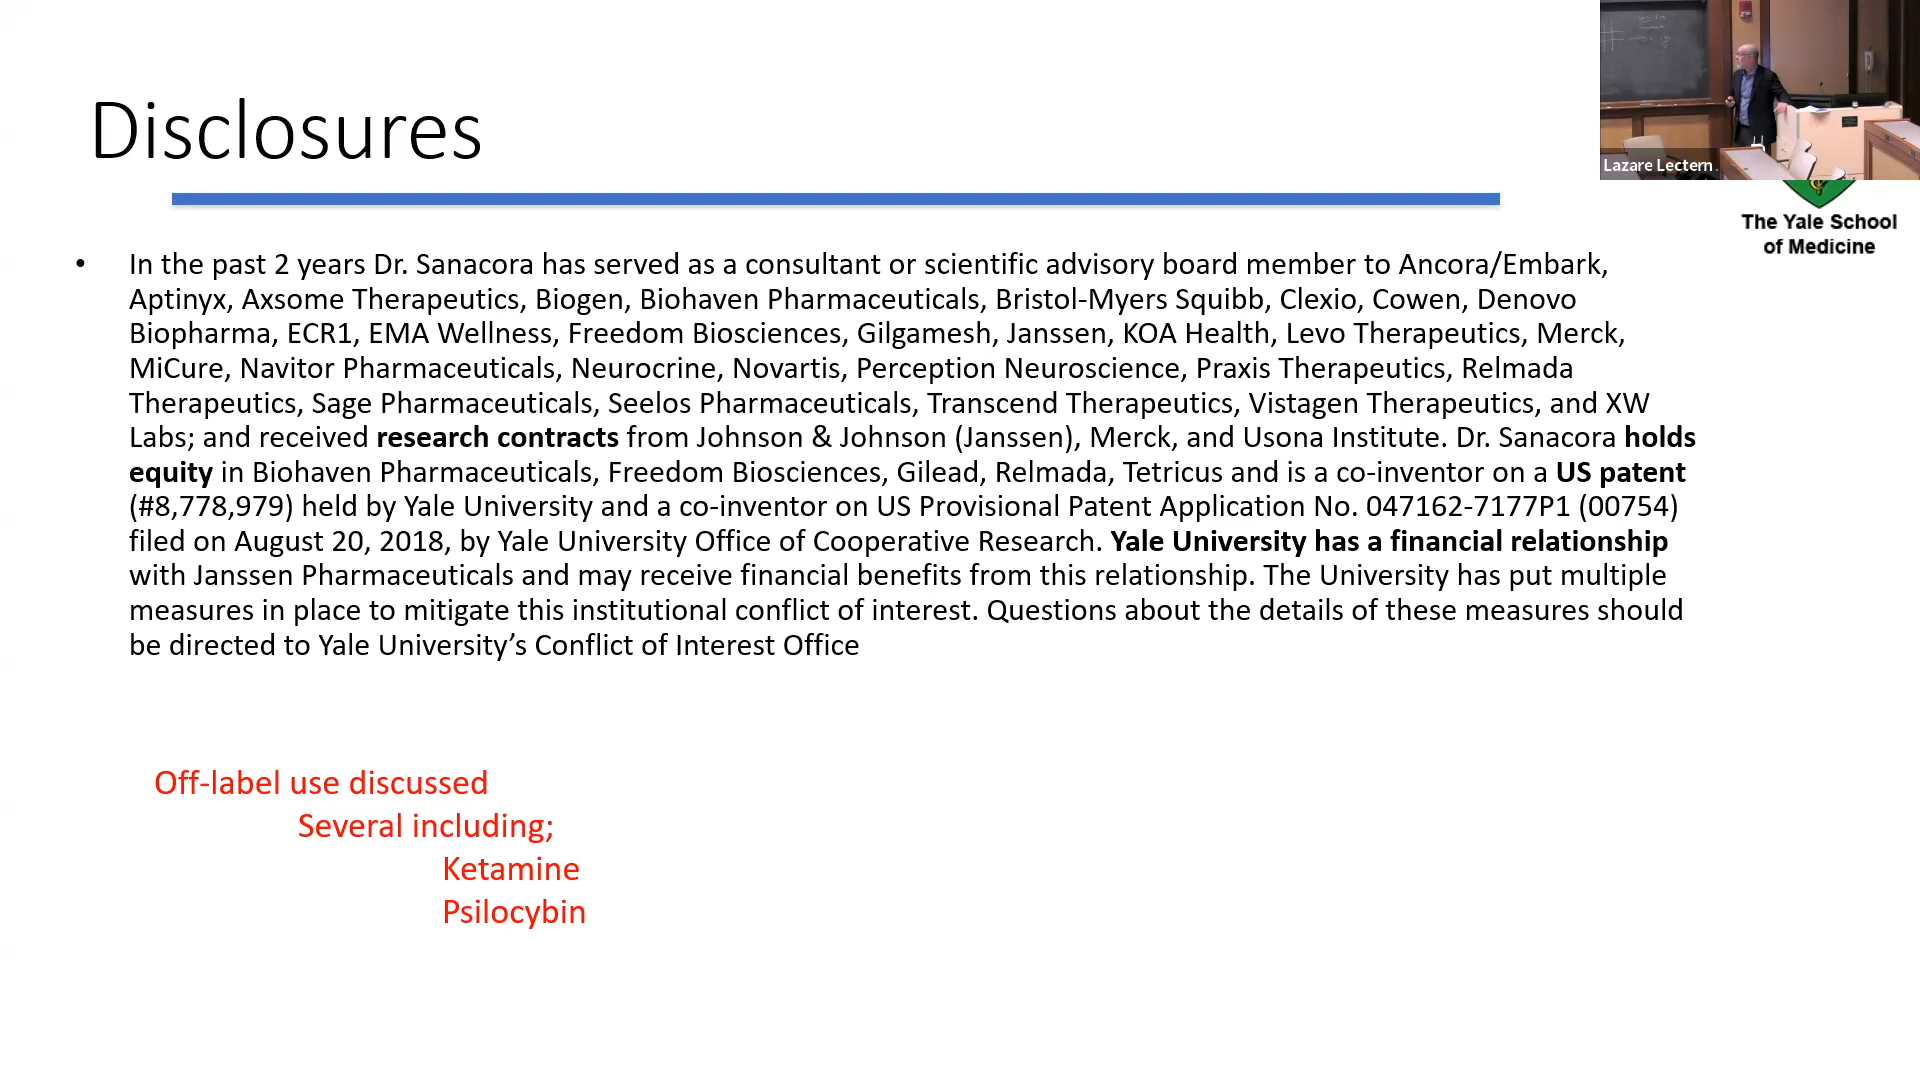 Disclosures
Lazare Lectern
The Yale School
of Medicine
• In the past 2 years Dr. Sanacora has served as a consultant or scientific advisory board member to Ancora/Embark,
Aptinyx, Axsome Therapeutics, Biogen, Biohaven Pharmaceuticals, Bristol-Myers Squibb, Clexio, Cowen, Denovo
Biopharma, ECR1, EMA Wellness, Freedom Biosciences, Gilgamesh, Janssen, KOA Health, Levo Therapeutics, Merck,
MiCure, Navitor Pharmaceuticals, Neurocrine, Novartis, Perception Neuroscience, Praxis Therapeutics, Relmada
Therapeutics, Sage Pharmaceuticals, Seelos Pharmaceuticals, Transcend Therapeutics, Vistagen Therapeutics, and XW
Labs; and received research contracts from Johnson & Johnson (Janssen), Merck, and Usona Institute. Dr. Sanacora holds
equity in Biohaven Pharmaceuticals, Freedom Biosciences, Gilead, Relmada, Tetricus and is a co-inventor on a US patent
(#8,778,979) held by Yale University and a co-inventor on US Provisional Patent Application No. 047162-7177P1 (00754)
filed on August 20, 2018, by Yale University Office of Cooperative Research. Yale University has a financial relationship
with Janssen Pharmaceuticals and may receive financial benefits from this relationship. The University has put multiple
measures in place to mitigate this institutional conflict of interest. Questions about the details of these measures should
be directed to Yale University’s Conflict of Interest Office
Off-label use discussed
Several including;
Ketamine
Psilocybin